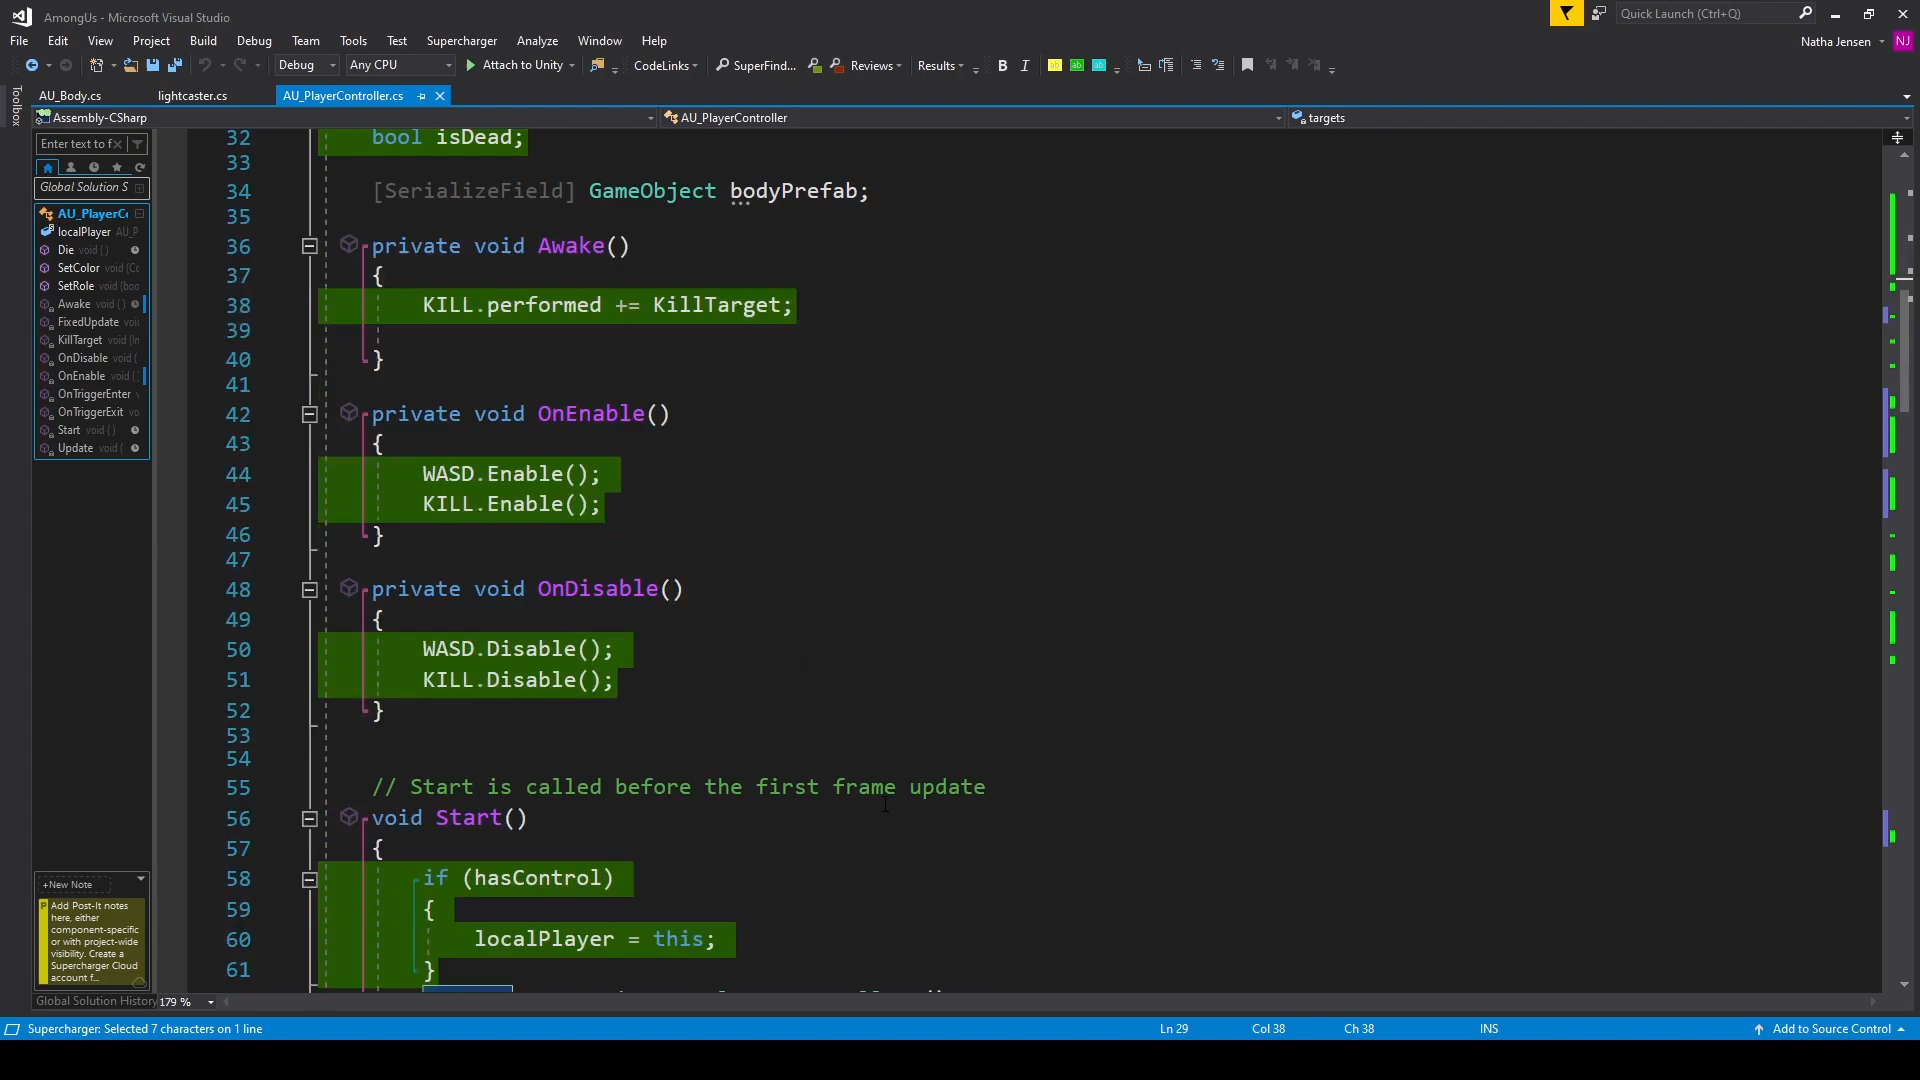 AmongUs - Microsoft Visual Studio
Quick Launch (Ctrl+Q)
File Edit View Project Build Debug Team Tools Test Supercharger Analyze Window Help
Natha Jensen NJ
Debug Any CPU Attach to Unity CodeLinks SuperFind... Reviews Results B I ab ab ab
Toolbox
AU_Body.cs lightcaster.cs AU_PlayerController.cs
Assembly-CSharp AU_PlayerController targets
Enter text to f
Global Solution S
AU_PlayerC
localPlayer AU_P
Die void ()
SetColor void (Cc
SetRole void (boo
Awake void ()
FixedUpdate voi
KillTarget void (In
OnDisable void (
OnEnable void (
OnTriggerEnter
OnTriggerExit vo
Start void ()
Update void (
32 bool isDead;
33
34 [SerializeField] GameObject bodyPrefab;
35
36 private void Awake()
37 {
38 KILL.performed += KillTarget;
39
40 }
41
42 private void OnEnable()
43 {
44 WASD.Enable();
45 KILL.Enable();
46 }
47
48 private void OnDisable()
49 {
50 WASD.Disable();
51 KILL.Disable();
52 }
53
54
55 // Start is called before the first frame update
56 void Start()
57 {
58 if (hasControl)
59 {
60 localPlayer = this;
61 }
+New Note
Add Post-It notes
here, either
component-specific
or with project-wide
visibility. Create a
Supercharger Cloud
account f...
Global Solution History
179 %
Supercharger: Selected 7 characters on 1 line
Ln 29 Col 38 Ch 38 INS
Add to Source Control